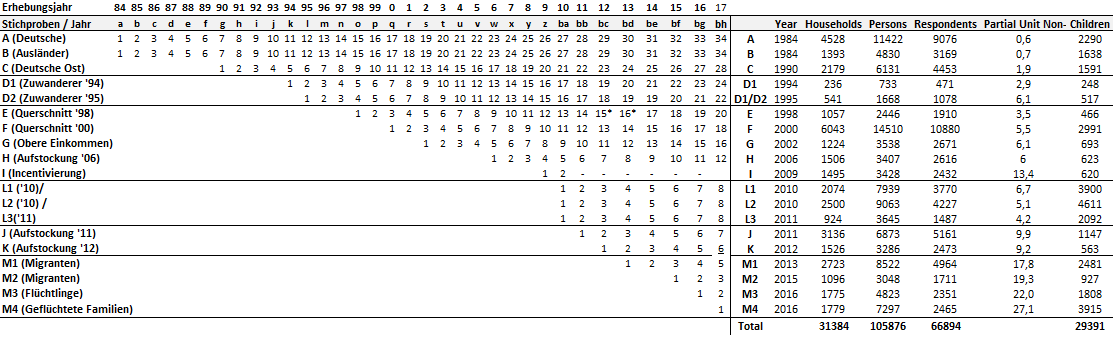 Erhebungsjahr 84 85 86 87 88 89 90 91 92 93 94 95 96 97 98 99 0 1 2 3 4 5 6 7 8 9 10 11 12 13 14 15 16 17
Stichproben / Jahr a b c d e f g h i j k l m n o p q r s t u v w x y z ba bb bc bd be bf bg bh Year Households Persons Respondents Partial Unit Non- Children
A (Deutsche) 1 2 3 4 5 6 7 8 9 10 11 12 13 14 15 16 17 18 19 20 21 22 23 24 25 26 27 28 29 30 31 32 33 34 A 1984 4528 11422 9076 0,6 2290
B (Ausländer) 1 2 3 4 5 6 7 8 9 10 11 12 13 14 15 16 17 18 19 20 21 22 23 24 25 26 27 28 29 30 31 32 33 34 B 1984 1393 4830 3169 0,7 1638
C (Deutsche Ost) 1 2 3 4 5 6 7 8 9 10 11 12 13 14 15 16 17 18 19 20 21 22 23 24 25 26 27 28 C 1990 2179 6131 4453 1,9 1591
D1 (Zuwanderer '94) 1 2 3 4 5 6 7 8 9 10 11 12 13 14 15 16 17 18 19 20 21 22 23 24 D1 1994 236 733 471 2,9 248
D2 (Zuwanderer '95) 1 2 3 4 5 6 7 8 9 10 11 12 13 14 15 16 17 18 19 19 20 21 22 D1/D2 1995 541 1668 1078 6,1 517
E (Querschnitt '98) 1 2 3 4 5 6 7 8 9 10 11 12 13 14 15* 16* 17 18 19 20 E 1998 1057 2446 1910 3,5 466
F (Querschnitt '00) 1 2 3 4 5 6 7 8 9 10 11 12 13 14 15 16 17 18 F 2000 6043 14510 10880 5,5 2991
G (Obere Einkommen) 1 2 3 4 5 6 7 8 9 10 11 12 13 14 15 16 G 2002 1224 3538 2671 6,1 693
H (Aufstockung '06) 1 2 3 4 5 6 7 8 9 10 11 12 H 2006 1506 3407 2616 6 623
I (Incentivierung) 1 2 - - - - - - - I 2009 1495 3428 2432 13,4 620
L1 ('10)/ 1 2 3 4 5 6 7 8 L1 2010 2074 7939 3770 6,7 3900
L2 ('10) / 1 2 3 4 5 6 7 8 L2 2010 2500 9063 4227 5,1 4611
L3('11) 1 2 3 4 5 6 7 8 L3 2011 924 3645 1487 4,2 2092
J (Aufstockung '11) 1 2 3 4 5 6 7 J 2011 3136 6873 5161 9,9 1147
K (Aufstockung '12) 1 2 3 4 5 6 K 2012 1526 3286 2473 9,2 563
M1 (Migranten) 1 2 3 4 5 M1 2013 2723 8522 4964 17,8 2481
M2 (Migranten) 1 2 3 M2 2015 1096 3048 1711 19,3 927
M3 (Flüchtlinge) 1 2 M3 2016 1775 4823 2351 22,0 1808
M4 (Geflüchtete Familien) 1 M4 2016 1779 7297 2465 27,1 3915
Total 31384 105876 66894 29391